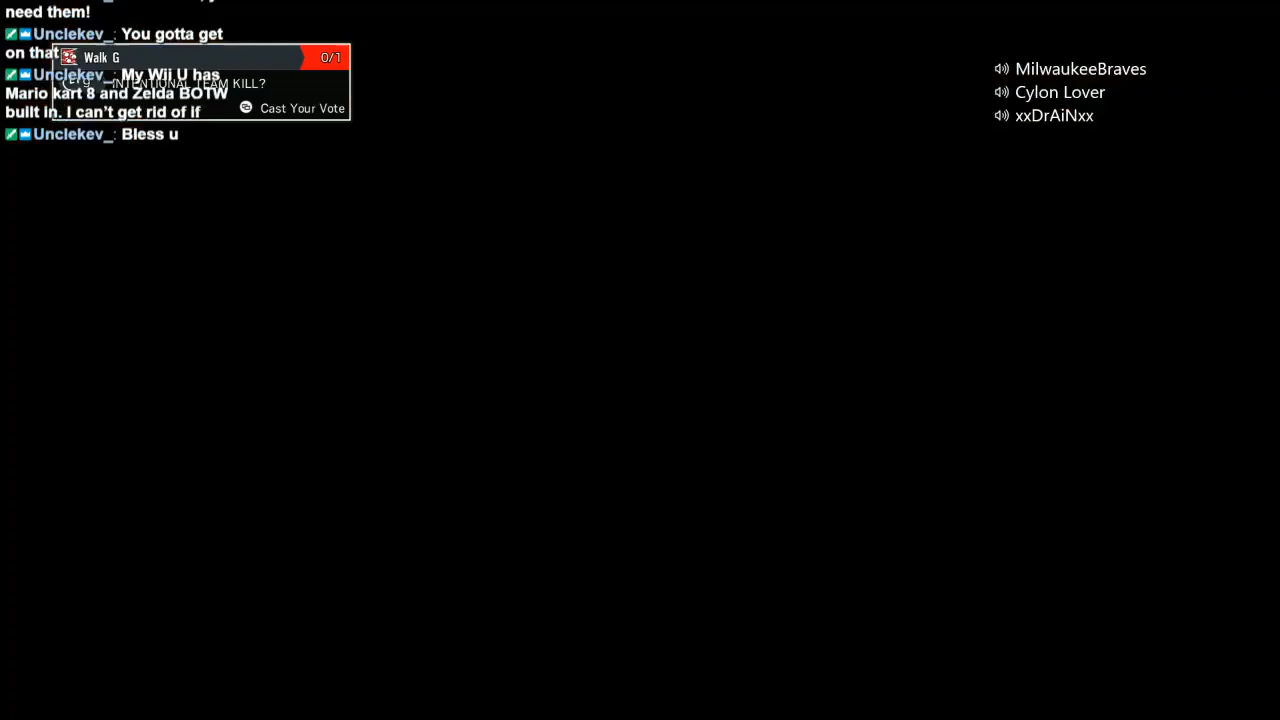 need them!
Unclekev_: You gotta get
on that
Walk G
0/1
Unclekev_: My Wii U has
INTENTIONAL TEAM KILL?
Mario kart 8 and Zelda BOTW
built in. I can't get rid of if
Cast Your Vote
Unclekev_: Bless u
MilwaukeeBraves
Cylon Lover
xxDrAiNxx